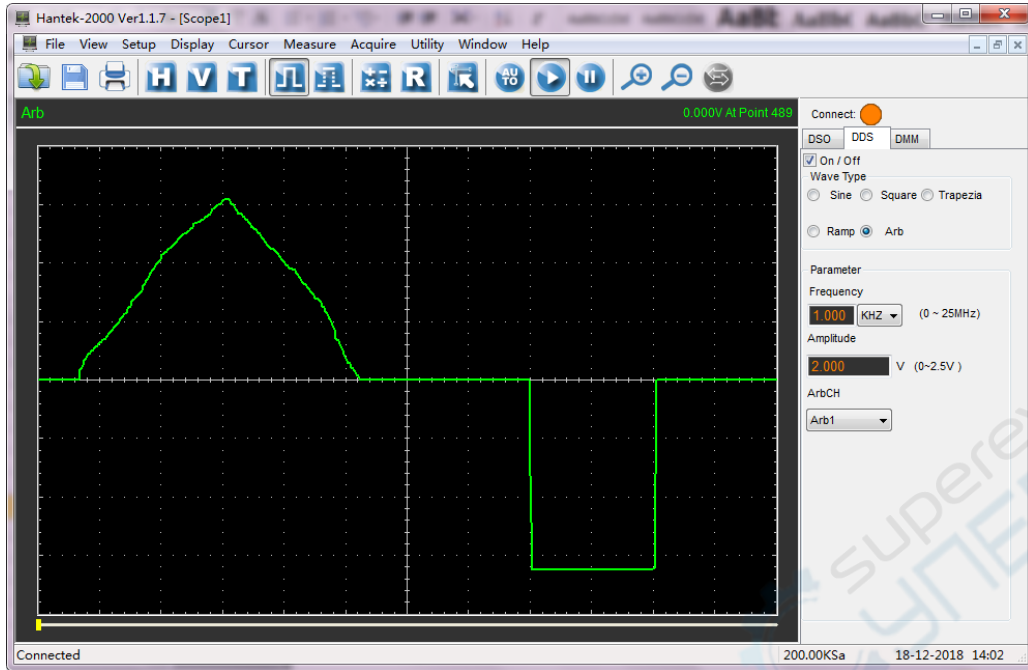 Hantek-2000 Ver1.1.7 - [Scope1]
File View Setup Display Cursor Measure Acquire Utility Window Help
H V T R AUTO
Arb 0.000V At Point 489
Connect:
DSO DDS DMM
On / Off
Wave Type
Sine Square Trapezia
Ramp Arb
Parameter
Frequency
1.000 KHZ (0 ~ 25MHz)
Amplitude
2.000 V (0~2.5V )
ArbCH
Arb1
Connected 200.00KSa 18-12-2018 14:02